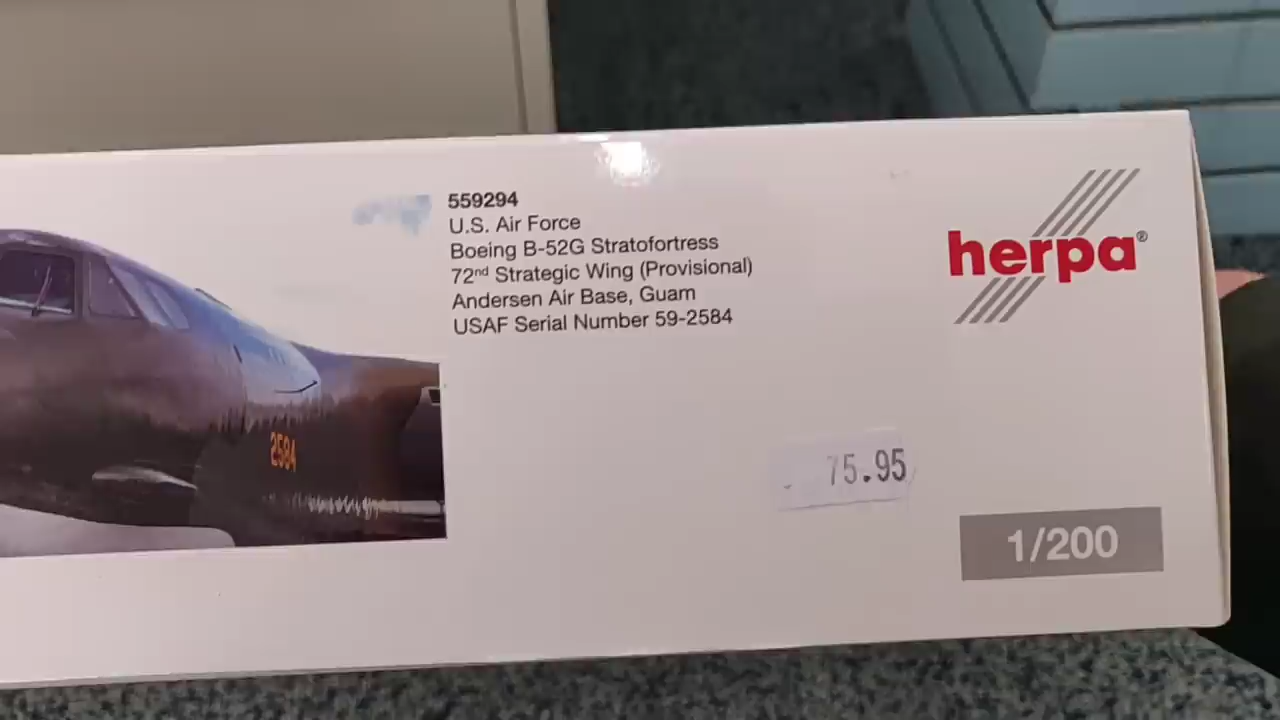 559294
U.S. Air Force
Boeing B-52G Stratofortress
72nd Strategic Wing (Provisional)
Andersen Air Base, Guam
USAF Serial Number 59-2584
herpa®
2584
75.95
1/200